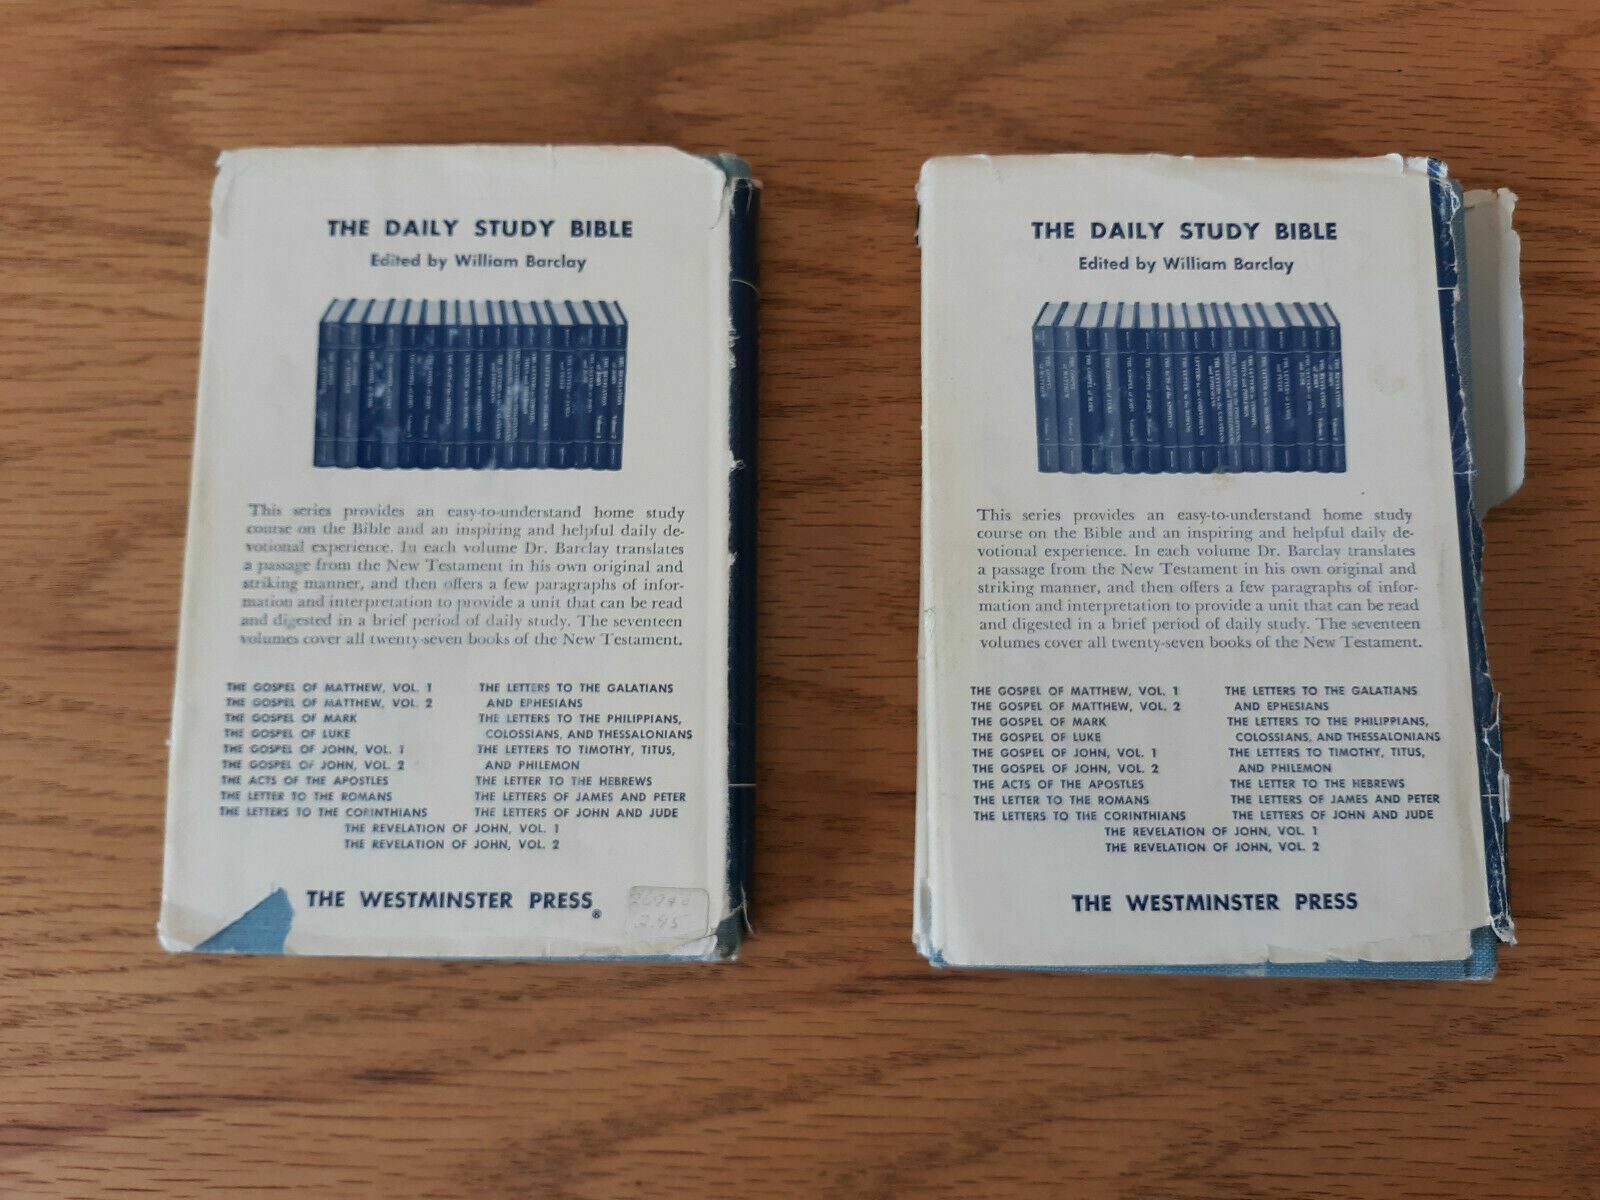 THE DAILY STUDY BIBLE
Edited by William Barclay
This series provides an easy-to-understand home study
course on the Bible and an inspiring and helpful daily de-
votional experience. In each volume Dr. Barclay translates
a passage from the New Testament in his own original and
striking manner, and then offers a few paragraphs of infor-
mation and interpretation to provide a unit that can be read
and digested in a brief period of daily study. The seventeen
volumes cover all twenty-seven books of the New Testament.
THE GOSPEL OF MATTHEW, VOL. 1
THE GOSPEL OF MATTHEW, VOL. 2
THE GOSPEL OF MARK
THE GOSPEL OF LUKE
THE GOSPEL OF JOHN, VOL. 1
THE GOSPEL OF JOHN, VOL. 2
THE ACTS OF THE APOSTLES
THE LETTER TO THE ROMANS
THE LETTERS TO THE CORINTHIANS
THE LETTERS TO THE GALATIANS
AND EPHESIANS
THE LETTERS TO THE PHILIPPIANS,
COLOSSIANS, AND THESSALONIANS
THE LETTERS TO TIMOTHY, TITUS,
AND PHILEMON
THE LETTER TO THE HEBREWS
THE LETTERS OF JAMES AND PETER
THE LETTERS OF JOHN AND JUDE
THE REVELATION OF JOHN, VOL. 1
THE REVELATION OF JOHN, VOL. 2
THE WESTMINSTER PRESS®
2.95
THE DAILY STUDY BIBLE
Edited by William Barclay
This series provides an easy-to-understand home study
course on the Bible and an inspiring and helpful daily de-
votional experience. In each volume Dr. Barclay translates
a passage from the New Testament in his own original and
striking manner, and then offers a few paragraphs of infor-
mation and interpretation to provide a unit that can be read
and digested in a brief period of daily study. The seventeen
volumes cover all twenty-seven books of the New Testament.
THE GOSPEL OF MATTHEW, VOL. 1
THE GOSPEL OF MATTHEW, VOL. 2
THE GOSPEL OF MARK
THE GOSPEL OF LUKE
THE GOSPEL OF JOHN, VOL. 1
THE GOSPEL OF JOHN, VOL. 2
THE ACTS OF THE APOSTLES
THE LETTER TO THE ROMANS
THE LETTERS TO THE CORINTHIANS
THE LETTERS TO THE GALATIANS
AND EPHESIANS
THE LETTERS TO THE PHILIPPIANS,
COLOSSIANS, AND THESSALONIANS
THE LETTERS TO TIMOTHY, TITUS,
AND PHILEMON
THE LETTER TO THE HEBREWS
THE LETTERS OF JAMES AND PETER
THE LETTERS OF JOHN AND JUDE
THE REVELATION OF JOHN, VOL. 1
THE REVELATION OF JOHN, VOL. 2
THE WESTMINSTER PRESS